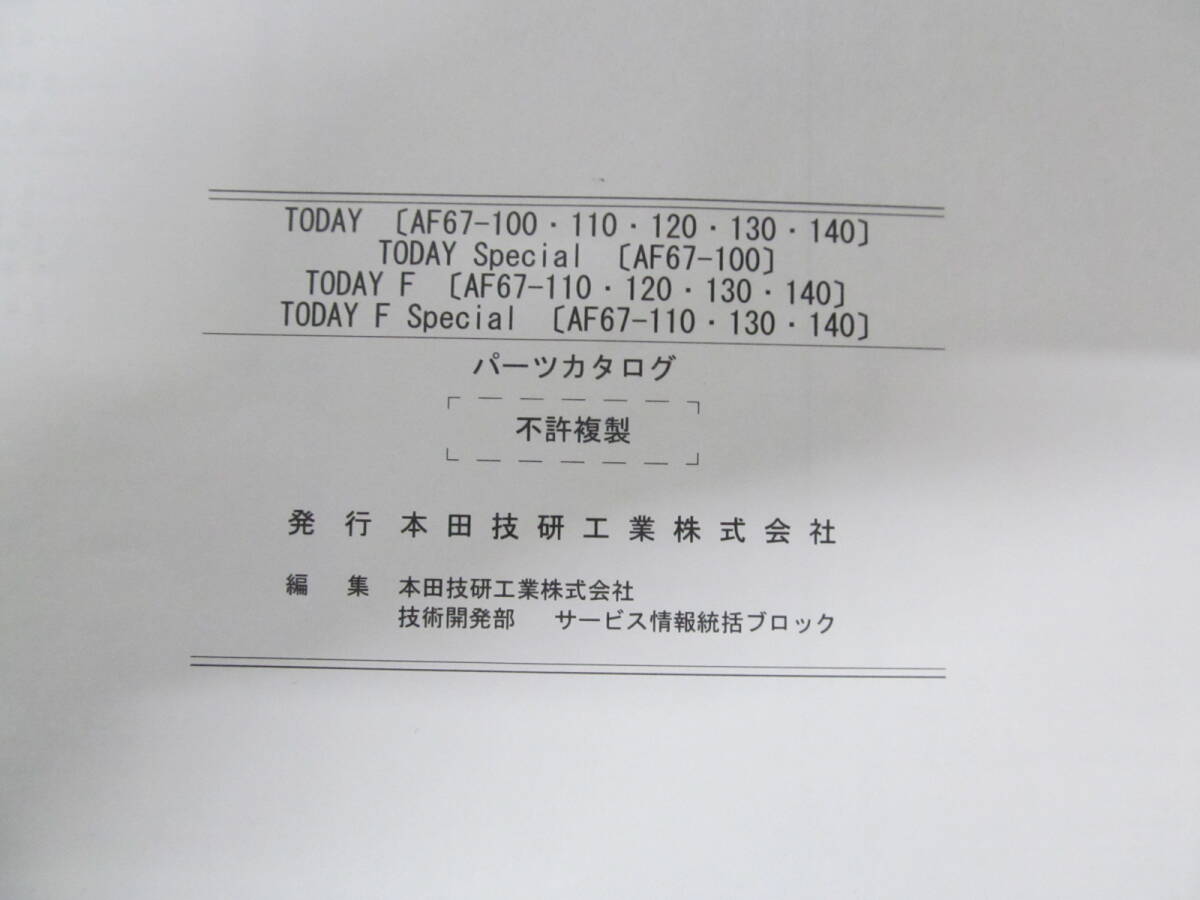 TODAY 〔AF67-100・110・120・130・140〕
TODAY Special 〔AF67-100〕
TODAY F 〔AF67-110・120・130・140〕
TODAY F Special 〔AF67-110・130・140〕
パーツカタログ
不許複製
発行 本田技研工業株式会社
編集 本田技研工業株式会社
技術開発部 サービス情報統括ブロック